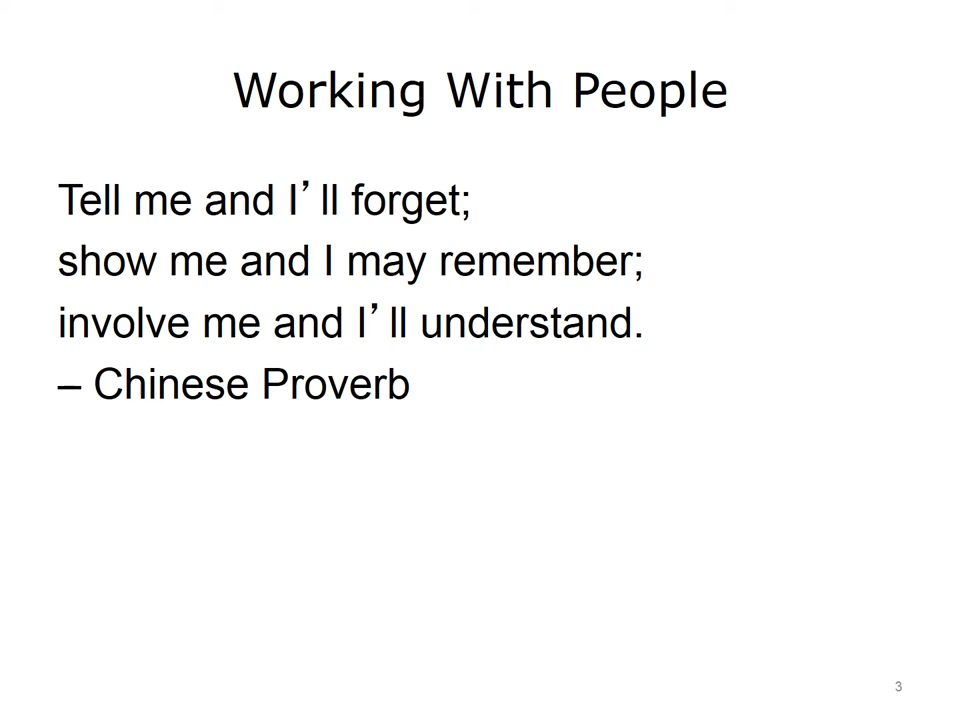 Working With People
Tell me and I’ll forget;
show me and I may remember;
involve me and I’ll understand.
– Chinese Proverb
3